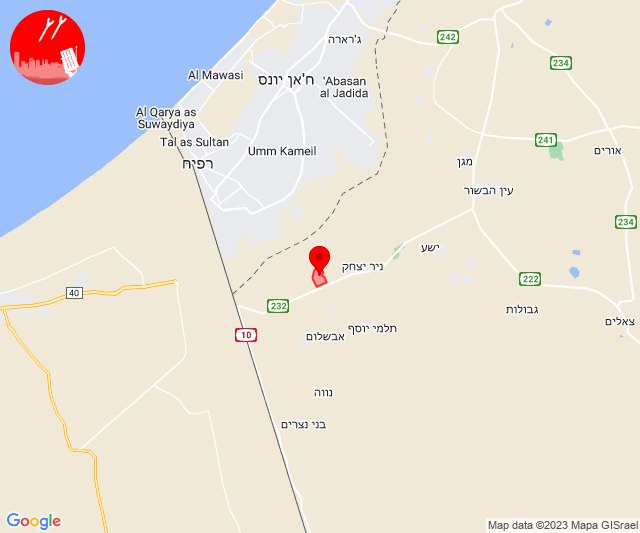 ג'רארה
242
234
Al Mawasi
ח'אן יונס
'Abasan
al Jadida
Al Qarya as
Suwaydiya
Tal as Sultan
241
Umm Kameil
אורים
רפיח
מגן
עין הבשור
234
ישע
ניר יצחק
222
40
232
גבולות
צאלים
10
תלמי יוסף
אבשלום
נווה
בני נצרים
Google
Map data ©2023 Mapa GISrael